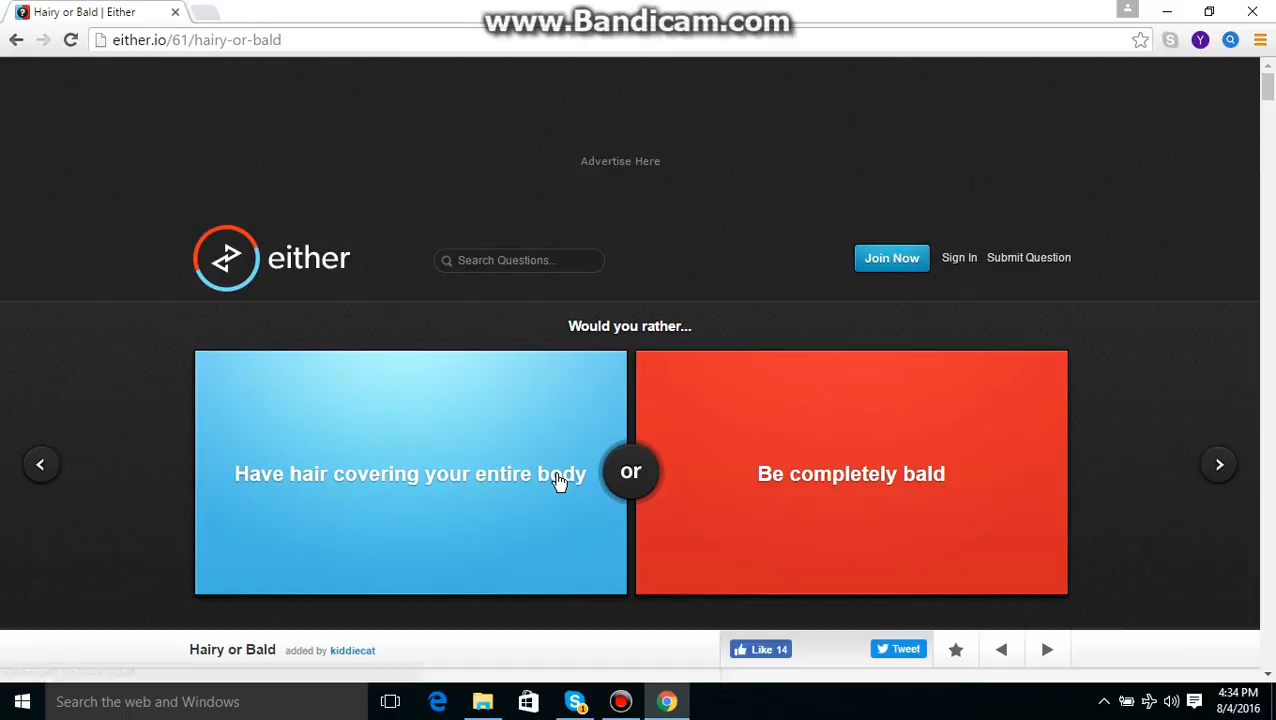 Hairy or Bald | Either
www.Bandicam.com
either.io/61/hairy-or-bald
Advertise Here
either
Search Questions...
Join Now
Sign In
Submit Question
Would you rather...
Have hair covering your entire body
or
Be completely bald
Hairy or Bald
added by kiddiecat
Like 14
Tweet
Search the web and Windows
4:34 PM
8/4/2016